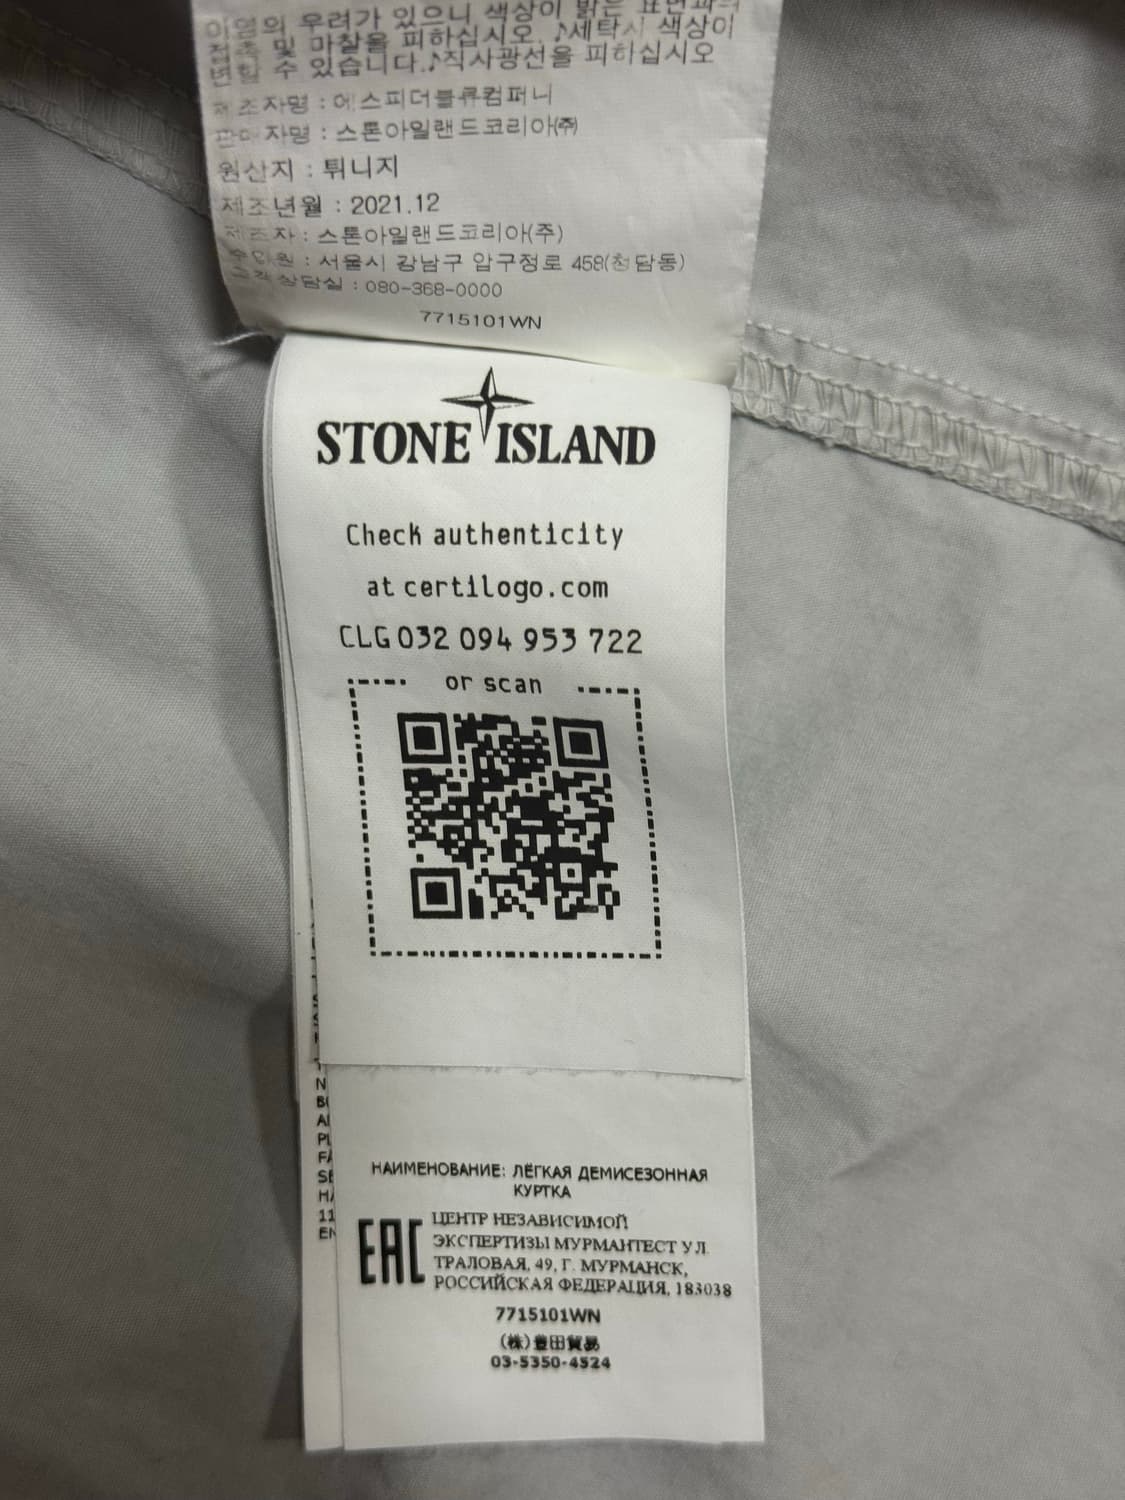 이염의 우려가 있으니 색상이 밝은 표면과의
접촉 및 마찰을 피하십시오. ♪세탁시 색상이
변할 수 있습니다.♪직사광선을 피하십시오
제조자명 : 에스피더블류컴퍼니
판매자명 : 스톤아일랜드코리아(주)
원산지 : 튀니지
제조년월 : 2021.12
제조자 : 스톤아일랜드코리아(주)
: 서울시 강남구 압구정로 458(청담동)
고객상담실 : 080-368-0000
7715101WN
STONE ISLAND
Check authenticity
at certilogo.com
CLG 032 094 953 722
or scan
N
PL
11
EN
НАИМЕНОВАНИЕ: ЛЁГКАЯ ДЕМИСЕЗОННАЯ
КУРТКА
EAC
ЦЕНТР НЕЗАВИСИМОЙ
ЭКСПЕРТИЗЫ МУРМАНТЕСТ УЛ.
ТРАЛОВАЯ, 49, Г. МУРМАНСК,
РОССИЙСКАЯ ФЕДЕРАЦИЯ, 183038
7715101WN
(株)豊田貿易
03-5350-4524